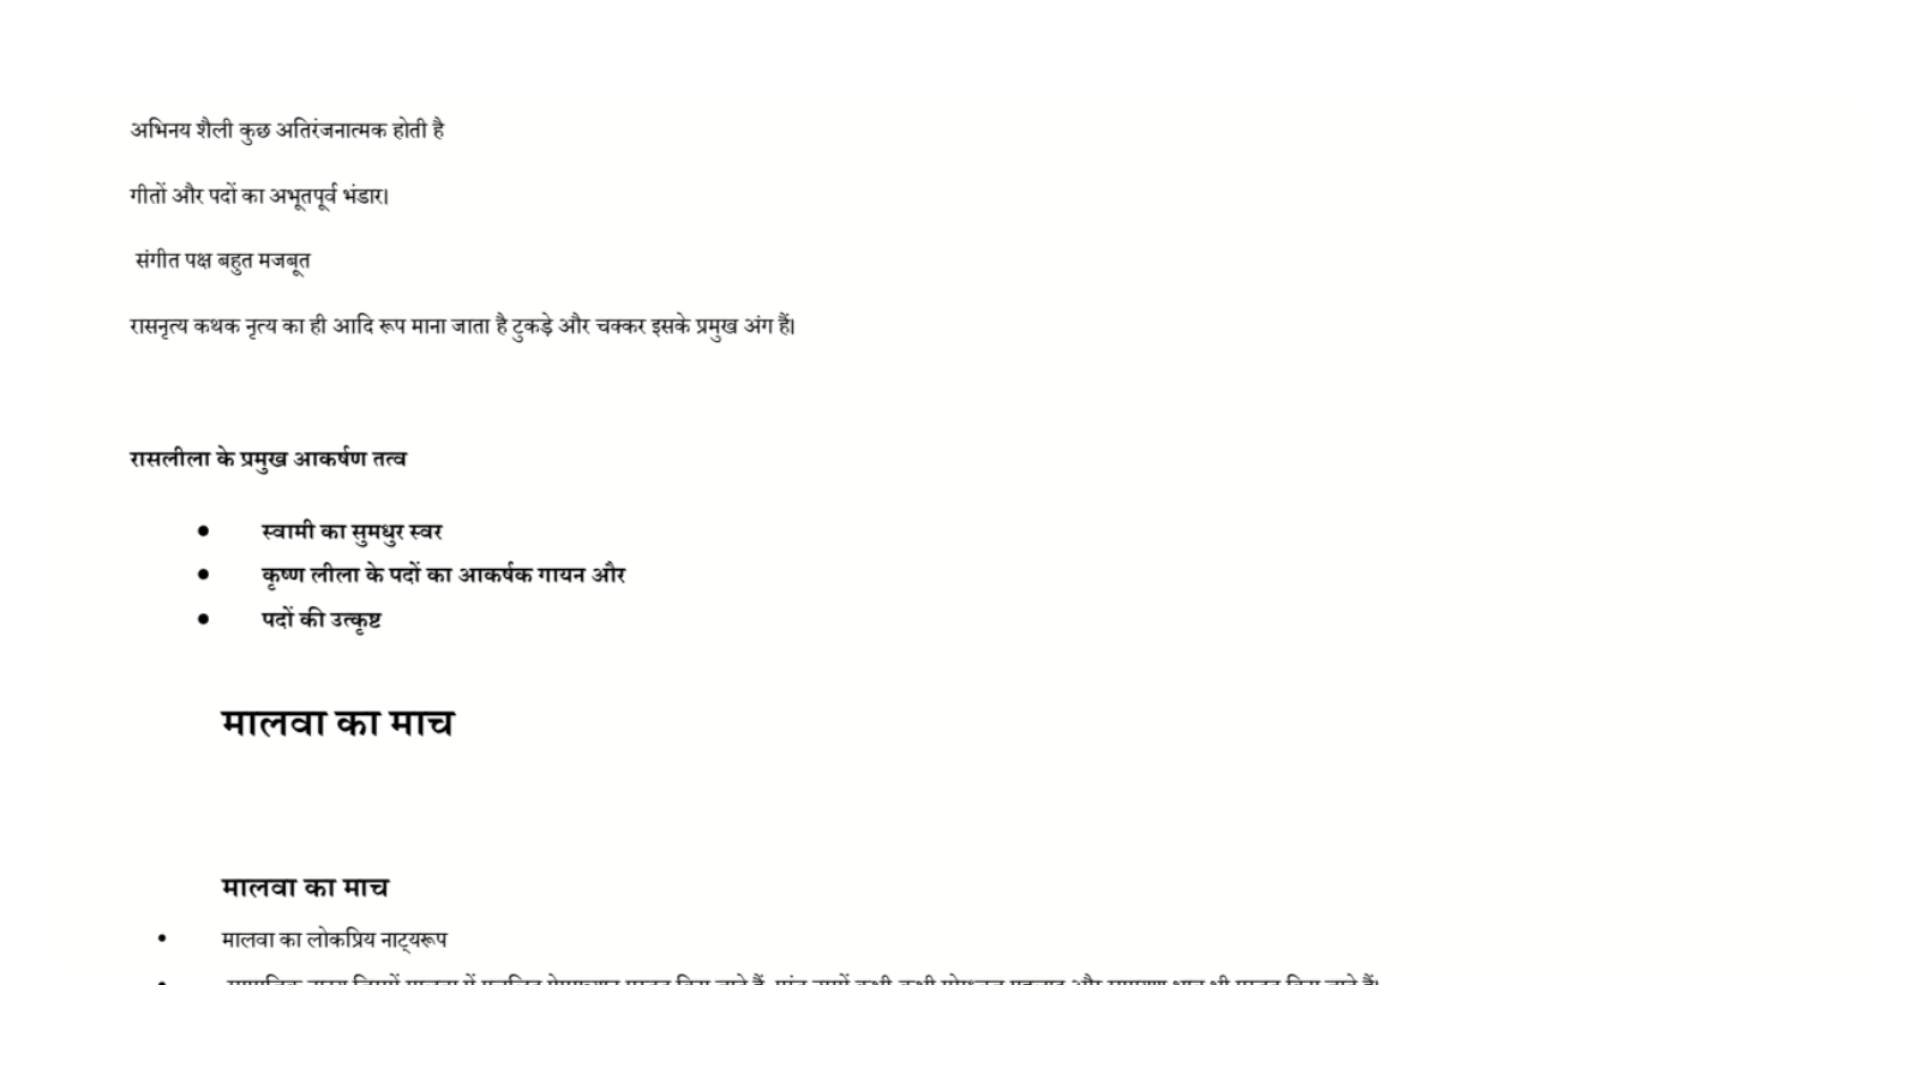 अभिनय शैली कुछ अतिरंजनात्मक होती है
गीतों और पदों का अभूतपूर्व भंडार।
संगीत पक्ष बहुत मजबूत
रासनृत्य कथक नृत्य का ही आदि रूप माना जाता है टुकड़े और चक्कर इसके प्रमुख अंग हैं।
रासलीला के प्रमुख आकर्षण तत्व
• स्वामी का सुमधुर स्वर
• कृष्ण लीला के पदों का आकर्षक गायन और
• पदों की उत्कृष्ट
मालवा का माच
मालवा का माच
• मालवा का लोकप्रिय नाट्यरूप